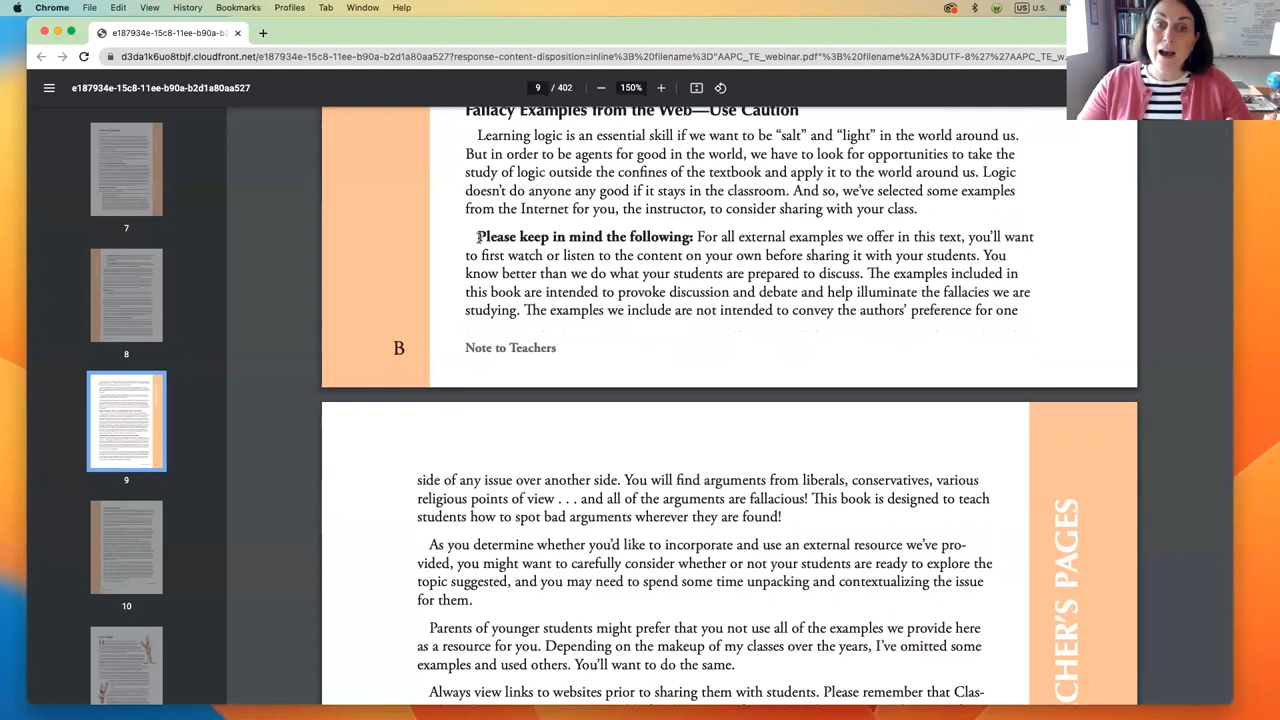 Chrome File Edit View History Bookmarks Profiles Tab Window Help
US U.S.
e187934e-15c8-11ee-b90a-b
d3da1k6uo8tbjf.cloudfront.net/e187934e-15c8-11ee-b90a-b2d1a80aa527?response-content-disposition=inline%3B%20filename%3D"AAPC_TE_webinar.pdf"%3B%20filename%2A%3DUTF-8%27%27AAPC_TE_w
e187934e-15c8-11ee-b90a-b2d1a80aa527
9 / 402
150%
7
8
9
10
Fallacy Examples from the Web—Use Caution
Learning logic is an essential skill if we want to be “salt” and “light” in the world around us.
But in order to be agents for good in the world, we have to look for opportunities to take the
study of logic outside the confines of the textbook and apply it to the world around us. Logic
doesn’t do anyone any good if it stays in the classroom. And so, we’ve selected some examples
from the Internet for you, the instructor, to consider sharing with your class.
Please keep in mind the following: For all external examples we offer in this text, you’ll want
to first watch or listen to the content on your own before sharing it with your students. You
know better than we do what your students are prepared to discuss. The examples included in
this book are intended to provoke discussion and debate and help illuminate the fallacies we are
studying. The examples we include are not intended to convey the authors’ preference for one
B
Note to Teachers
side of any issue over another side. You will find arguments from liberals, conservatives, various
religious points of view . . . and all of the arguments are fallacious! This book is designed to teach
students how to spot bad arguments wherever they are found!
As you determine whether you’d like to incorporate and use an external resource we’ve pro-
vided, you might want to carefully consider whether or not your students are ready to explore the
topic suggested, and you may need to spend some time unpacking and contextualizing the issue
for them.
Parents of younger students might prefer that you not use all of the examples we provide here
as a resource for you. Depending on the makeup of my classes over the years, I’ve omitted some
examples and used others. You’ll want to do the same.
Always view links to websites prior to sharing them with students. Please remember that Clas-
CHER’S PAGES